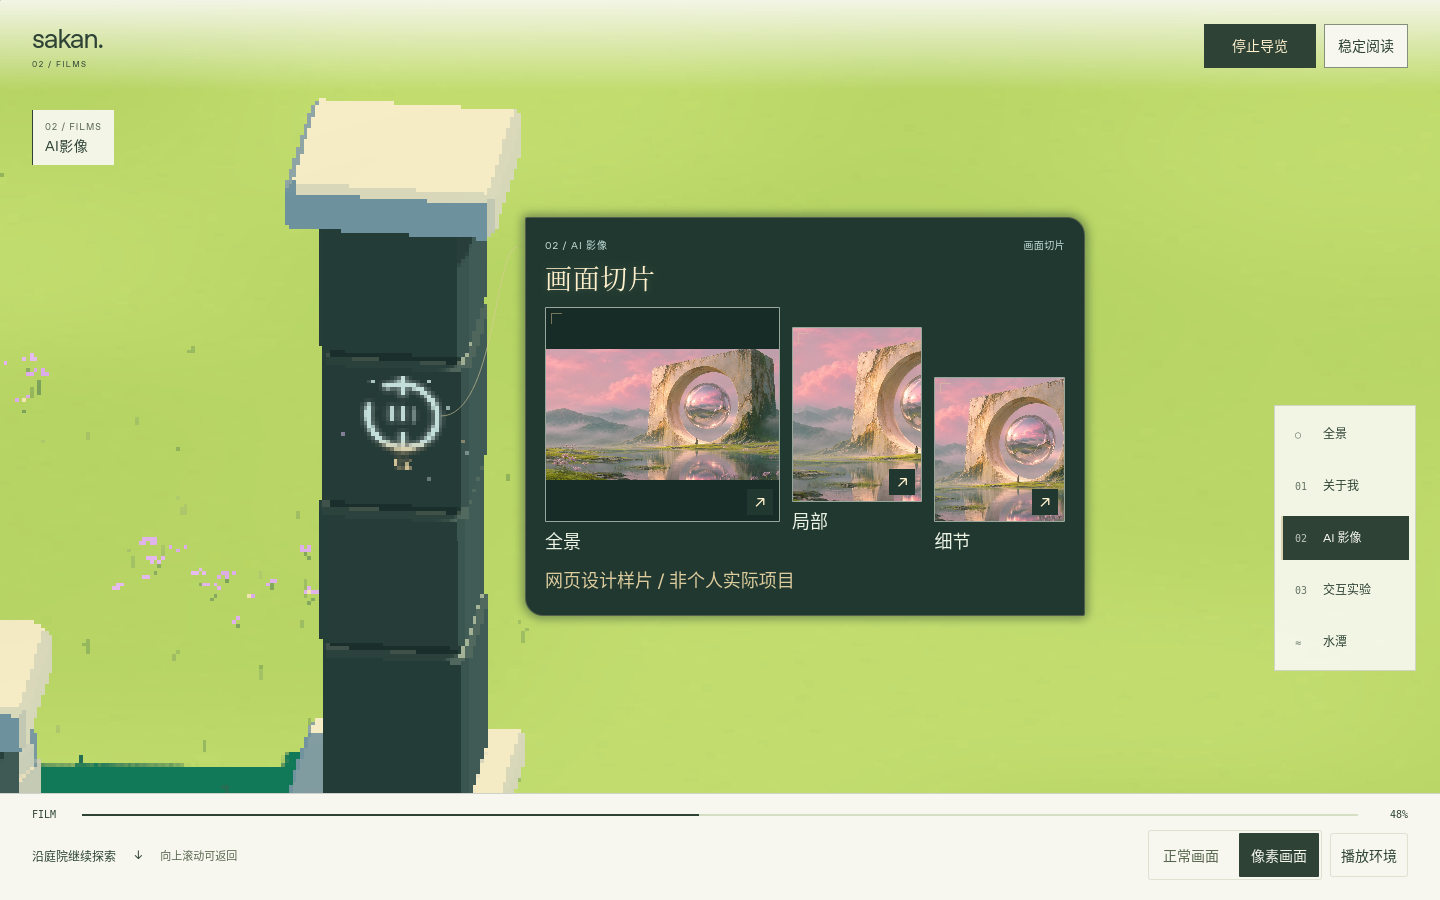 sakan.
02 / FILMS
停止导览
稳定阅读
02 / FILMS
AI影像
02 / AI 影像
画面切片
画面切片
全景
局部
细节
网页设计样片 / 非个人实际项目
全景
01 关于我
02 AI 影像
03 交互实验
≈ 水潭
FILM
48%
沿庭院继续探索 ↓ 向上滚动可返回
正常画面
像素画面
播放环境